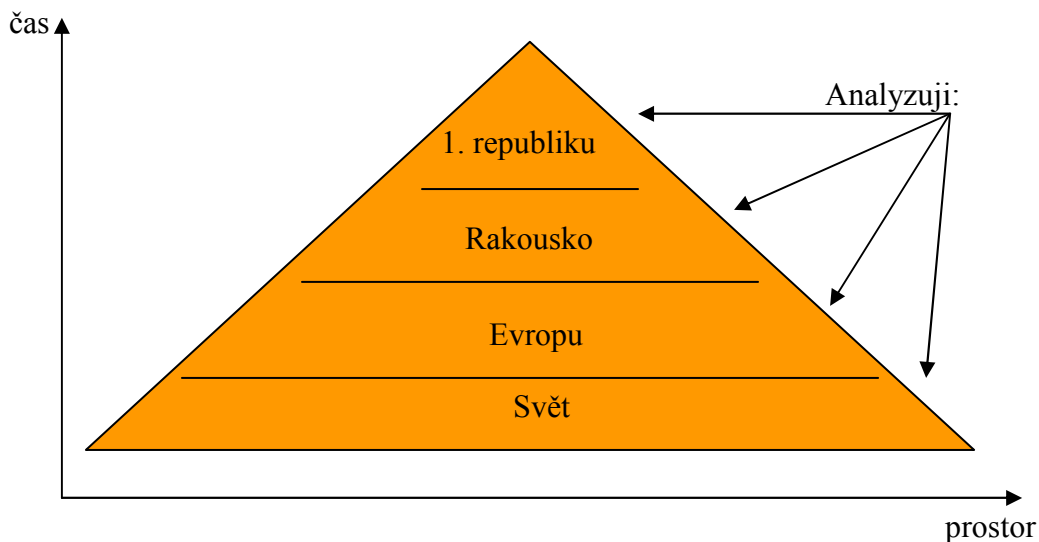 čas
Analyzuji:
1. republiku
Rakousko
Evropu
Svět
prostor